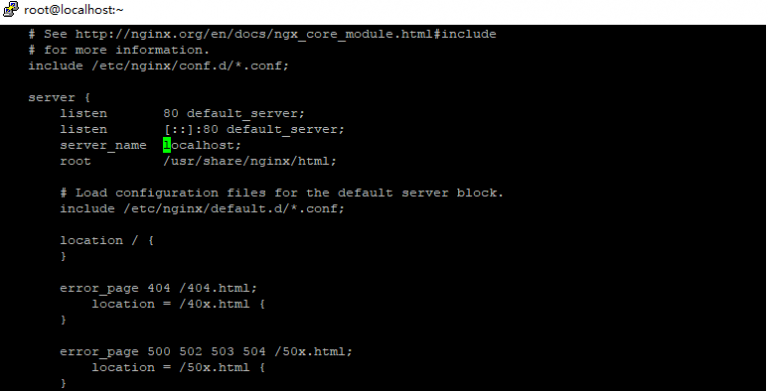 root@localhost:~
# See http://nginx.org/en/docs/ngx_core_module.html#include
# for more information.
include /etc/nginx/conf.d/*.conf;
server {
listen 80 default_server;
listen [::]:80 default_server;
server_name localhost;
root /usr/share/nginx/html;
# Load configuration files for the default server block.
include /etc/nginx/default.d/*.conf;
location / {
}
error_page 404 /404.html;
location = /40x.html {
}
error_page 500 502 503 504 /50x.html;
location = /50x.html {
}